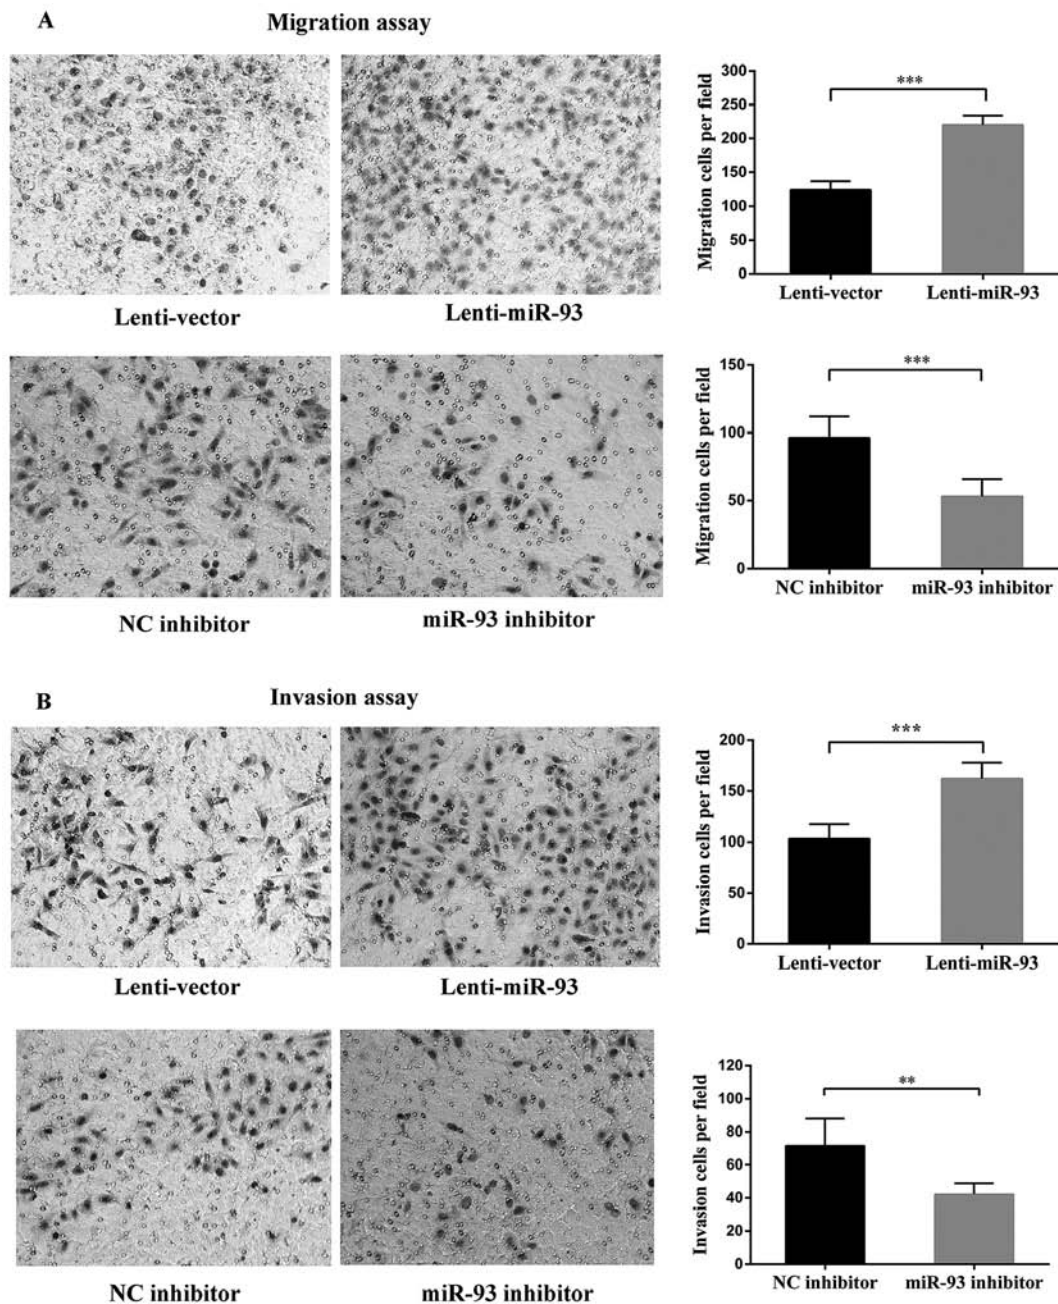 A
Migration assay
Lenti-vector
Lenti-miR-93
Migration cells per field
300
250
200
150
100
50
0
***
Lenti-vector
Lenti-miR-93
NC inhibitor
miR-93 inhibitor
Migration cells per field
150
100
50
0
***
NC inhibitor
miR-93 inhibitor
B
Invasion assay
Lenti-vector
Lenti-miR-93
Invasion cells per field
200
150
100
50
0
***
Lenti-vector
Lenti-miR-93
NC inhibitor
miR-93 inhibitor
Invasion cells per field
120
100
80
60
40
20
0
**
NC inhibitor
miR-93 inhibitor